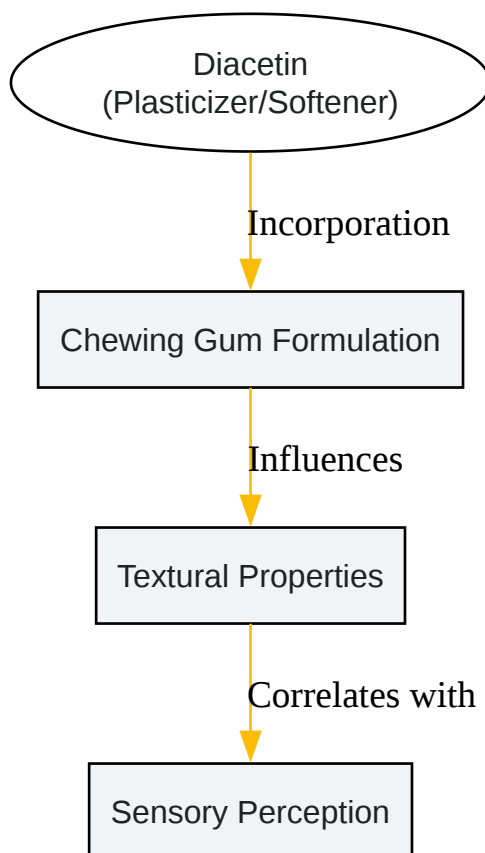 Diacetin
(Plasticizer/Softener)
Incorporation
Chewing Gum Formulation
Influences
Textural Properties
Correlates with
Sensory Perception